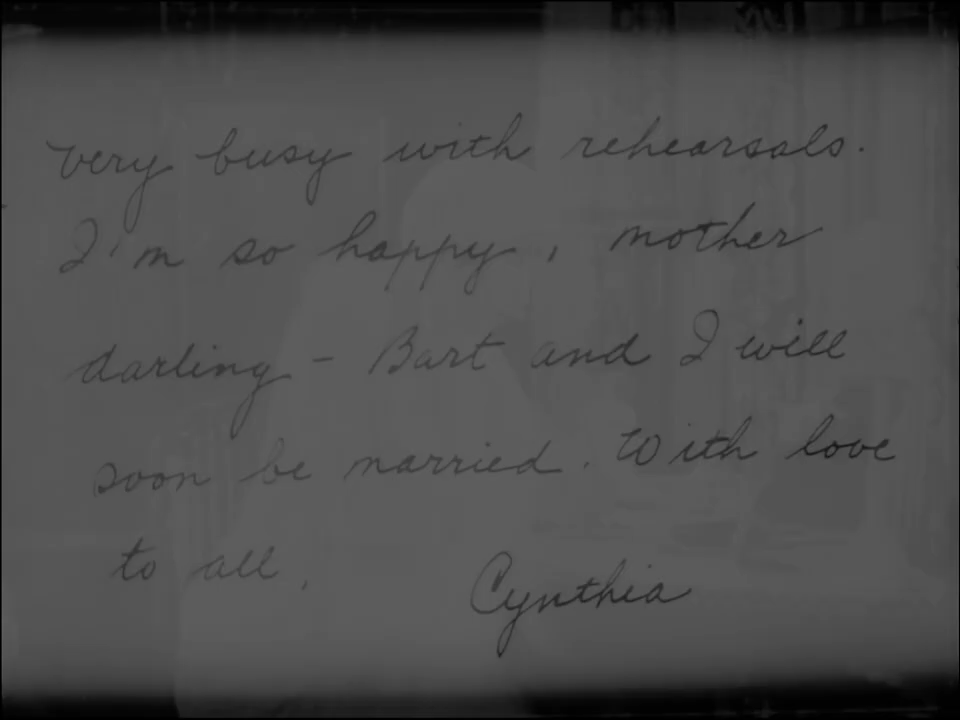 very busy with rehearsals.
I'm so happy, mother
darling - Bart and I will
soon be married. With love
to all,
Cynthia